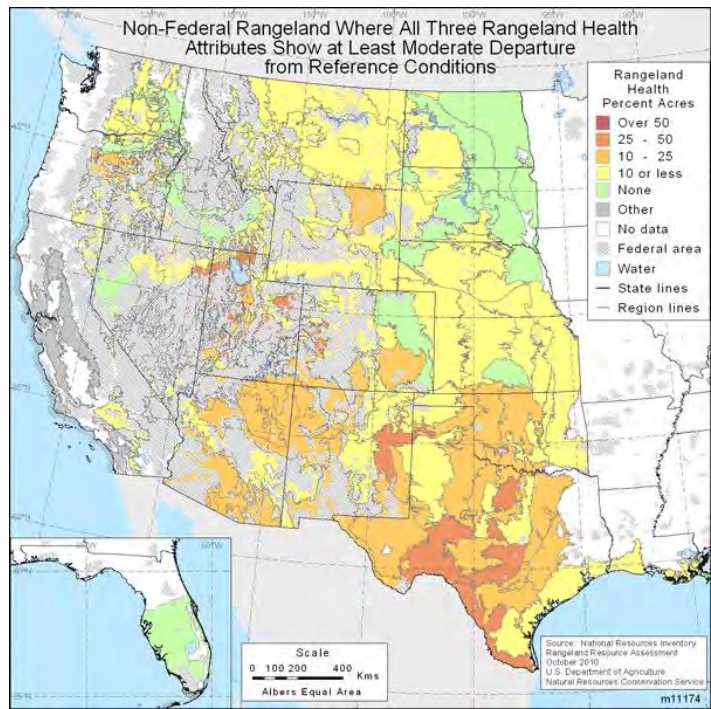 Non-Federal Rangeland Where All Three Rangeland Health
Attributes Show at Least Moderate Departure
from Reference Conditions
Rangeland
Health
Percent Acres
Over 50
25 - 50
10 - 25
10 or less
None
Other
No data
Federal area
Water
State lines
Region lines
Scale
0 100 200 400
Kms
Albers Equal Area
Source: National Resources Inventory
Rangeland Resource Assessment
October 2010
U.S. Department of Agriculture
Natural Resources Conservation Service
m11174